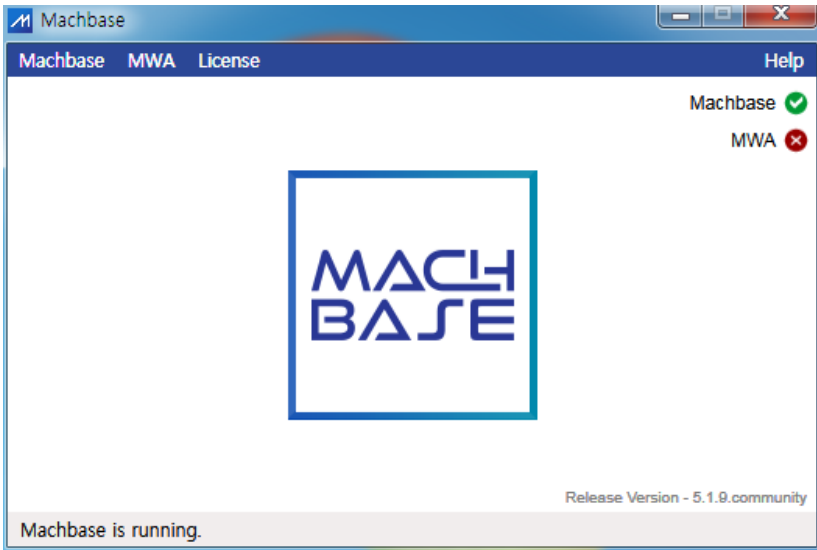 Machbase
Machbase MWA License Help
Machbase
MWA
MACH
BASE
Release Version - 5.1.9.community
Machbase is running.